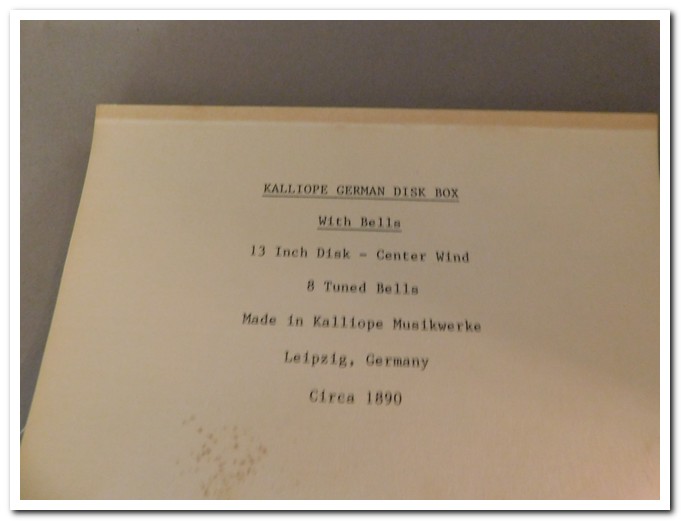 KALLIOPE GERMAN DISK BOX
With Bells
13 Inch Disk - Center Wind
8 Tuned Bells
Made in Kalliope Musikwerke
Leipzig, Germany
Circa 1890